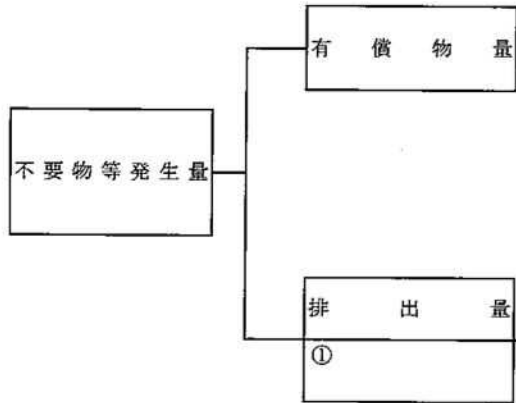 有償物量
不要物等発生量
排出量
①